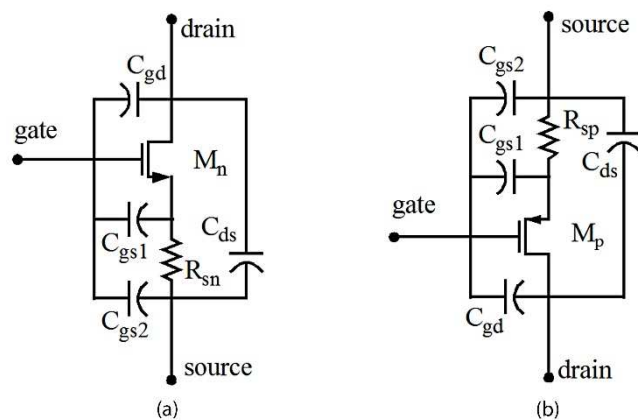 drain
C_gd
gate
M_n
C_gs1
C_ds
R_sn
C_gs2
source
(a)
source
C_gs2
R_sp
C_gs1
C_ds
gate
M_p
C_gd
drain
(b)